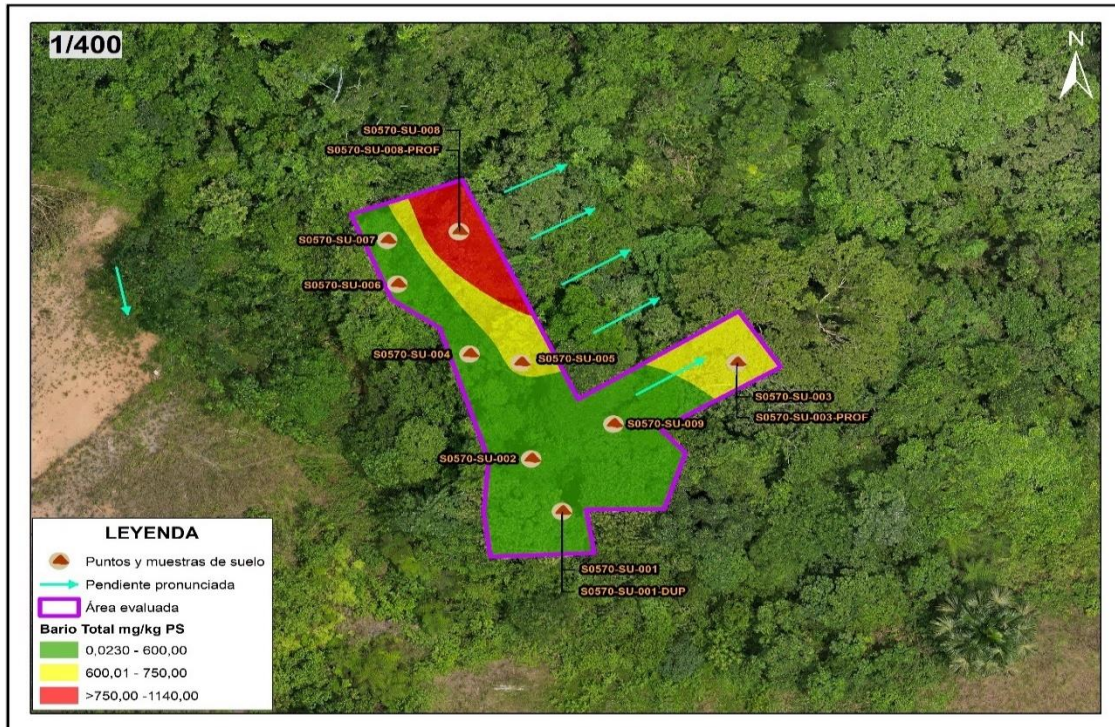 1/400
N
S0570-SU-008
S0570-SU-008-PROF
S0570-SU-007
S0570-SU-006
S0570-SU-004
S0570-SU-005
S0570-SU-003
S0570-SU-003-PROF
S0570-SU-009
S0570-SU-002
S0570-SU-001
S0570-SU-001-DUP
LEYENDA
Puntos y muestras de suelo
Pendiente pronunciada
Área evaluada
Bario Total mg/kg PS
0,0230 - 600,00
600,01 - 750,00
>750,00 -1140,00